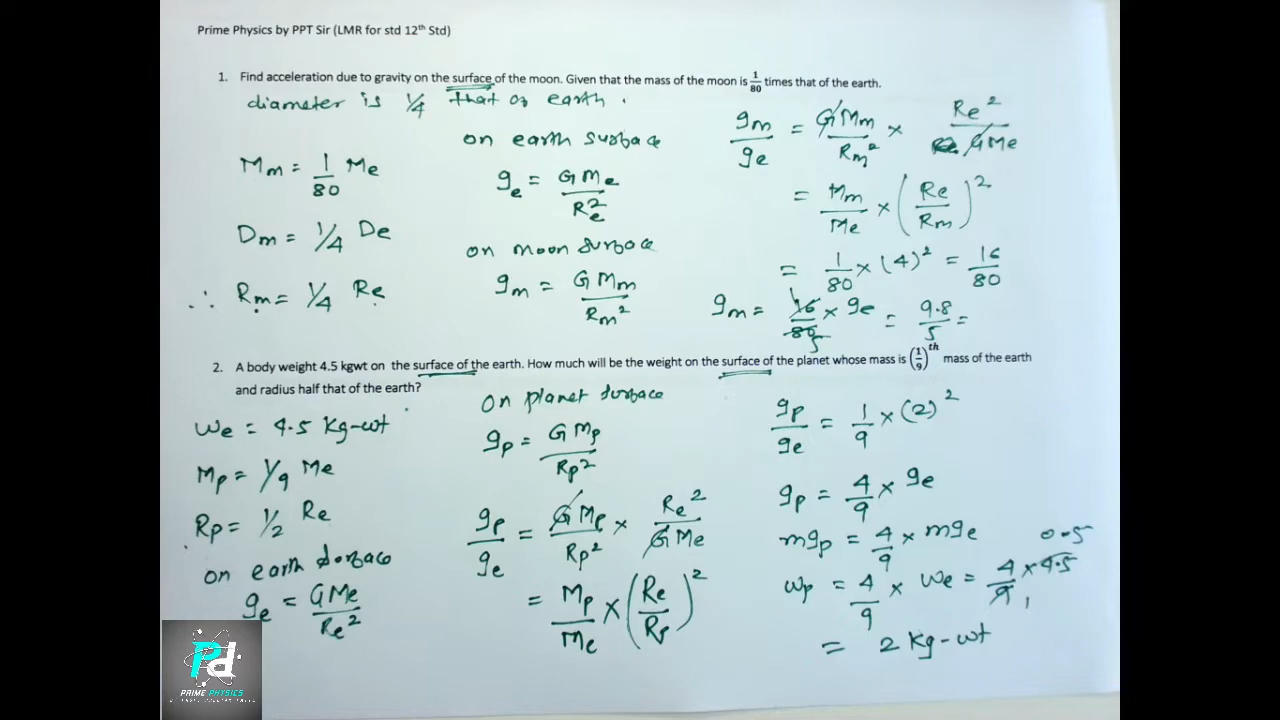 Prime Physics by PPT Sir (LMR for std 12th Std)
1. Find acceleration due to gravity on the surface of the moon. Given that the mass of the moon is 1/80 times that of the earth.
diameter is 1/4 that of earth.
Mm = 1/80 Me
Dm = 1/4 De
∴ Rm = 1/4 Re
on earth surface
ge = GMe/Re²
on moon surface
gm = GMm/Rm²
gm/ge = GMm/Rm² × Re²/GMe
= Mm/Me × (Re/Rm)²
= 1/80 × (4)² = 16/80
gm = 16/80 × ge = 9.8/5 =
5
2. A body weight 4.5 kgwt on the surface of the earth. How much will be the weight on the surface of the planet whose mass is (1/9)th mass of the earth
and radius half that of the earth?
We = 4.5 Kg-wt
Mp = 1/9 Me
Rp = 1/2 Re
on earth surface
ge = GMe/Re²
on planet surface
gp = GMp/Rp²
gp/ge = GMp/Rp² × Re²/GMe
= Mp/Me × (Re/Rp)²
gp/ge = 1/9 × (2)²
gp = 4/9 × ge
mgp = 4/9 × mge
0.5
Wp = 4/9 × We = 4/9 × 4.5
1
= 2 Kg-wt
Pd
PRIME PHYSICS